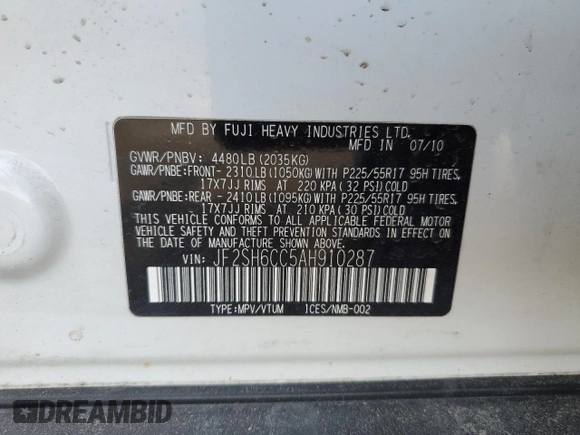 MFD BY FUJI HEAVY INDUSTRIES LTD.
MFD IN 07/10
GVWR/PNBV: 4480LB(2035KG)
GAWR/PNBE:FRONT- 2310LB(1050KG)WITH P225/55R17 95H TIRES,
17X7JJ RIMS AT 220 KPA(32 PSI)COLD
GAWR/PNBE:REAR - 2410LB(1095KG)WITH P225/55R17 95H TIRES,
17X7JJ RIMS AT 210 KPA(30 PSI)COLD
THIS VEHICLE CONFORMS TO ALL APPLICABLE FEDERAL MOTOR
VEHICLE SAFETY AND THEFT PREVENTION STANDARDS IN EFFECT
ON THE DATE OF MANUFACTURE SHOWN ABOVE.
VIN: JF2SH6CC5AH910287
TYPE:MPV/VTUM ICES/NMB-002
DREAMBID